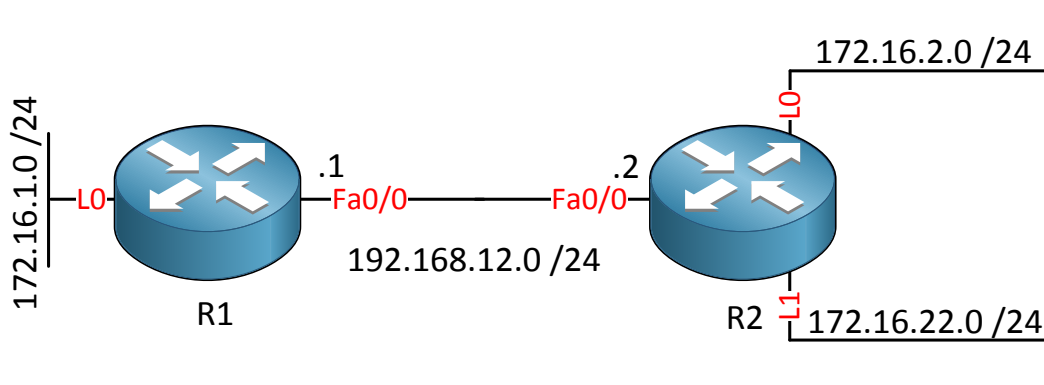 172.16.1.0 /24
L0
R1
.1
Fa0/0
192.168.12.0 /24
.2
Fa0/0
R2
L0
172.16.2.0 /24
L1
172.16.22.0 /24